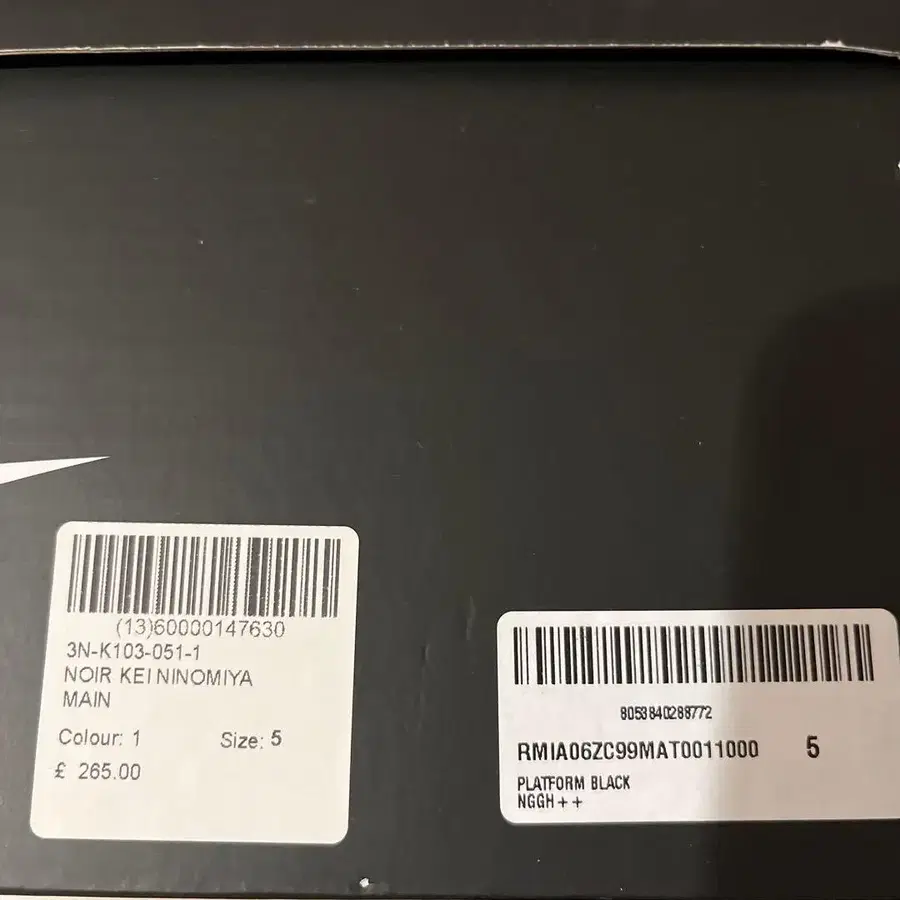 (13)60000147630
3N-K103-051-1
NOIR KEI NINOMIYA
MAIN
Colour: 1 Size: 5
£ 265.00
8053840288772
RMIA06ZC99MAT0011000 5
PLATFORM BLACK
NGGH++